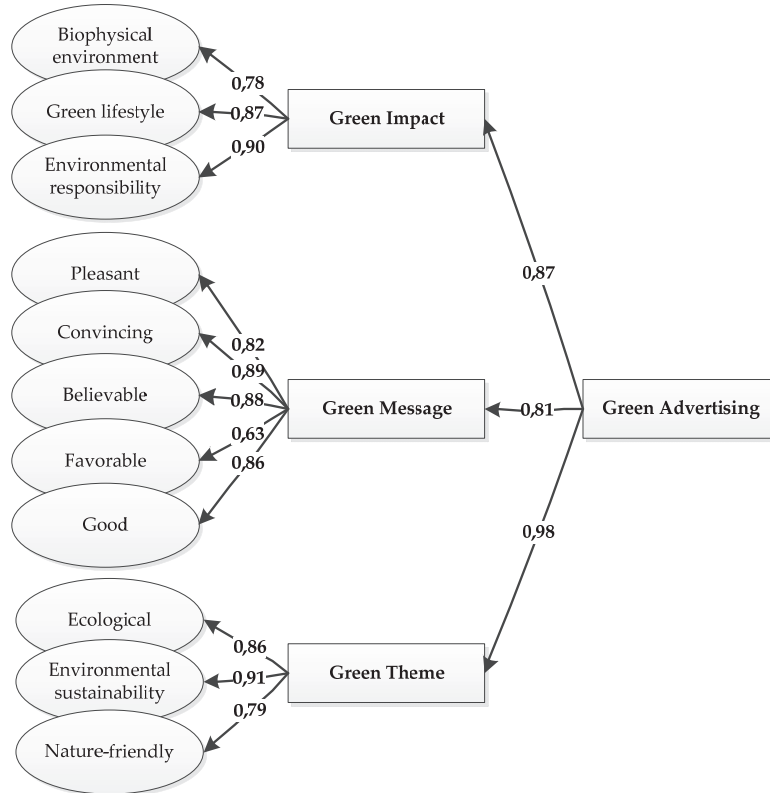 Biophysical
environment
0,78
Green lifestyle
0,87
Environmental
responsibility
0,90
Green Impact
0,87
Pleasant
0,82
Convincing
0,89
Believable
0,88
Favorable
0,63
Good
0,86
Green Message
0,81
Green Advertising
0,98
Ecological
0,86
Environmental
sustainability
0,91
Nature-friendly
0,79
Green Theme